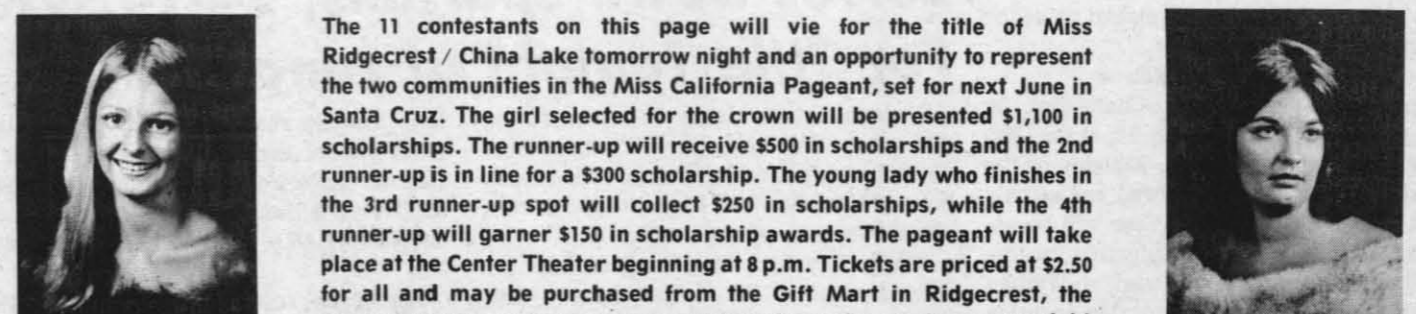 The 11 contestants on this page will vie for the title of Miss
Ridgecrest / China Lake tomorrow night and an opportunity to represent
the two communities in the Miss California Pageant, set for next June in
Santa Cruz. The girl selected for the crown will be presented $1,100 in
scholarships. The runner-up will receive $500 in scholarships and the 2nd
runner-up is in line for a $300 scholarship. The young lady who finishes in
the 3rd runner-up spot will collect $250 in scholarships, while the 4th
runner-up will garner $150 in scholarship awards. The pageant will take
place at the Center Theater beginning at 8 p.m. Tickets are priced at $2.50
for all and may be purchased from the Gift Mart in Ridgecrest, the